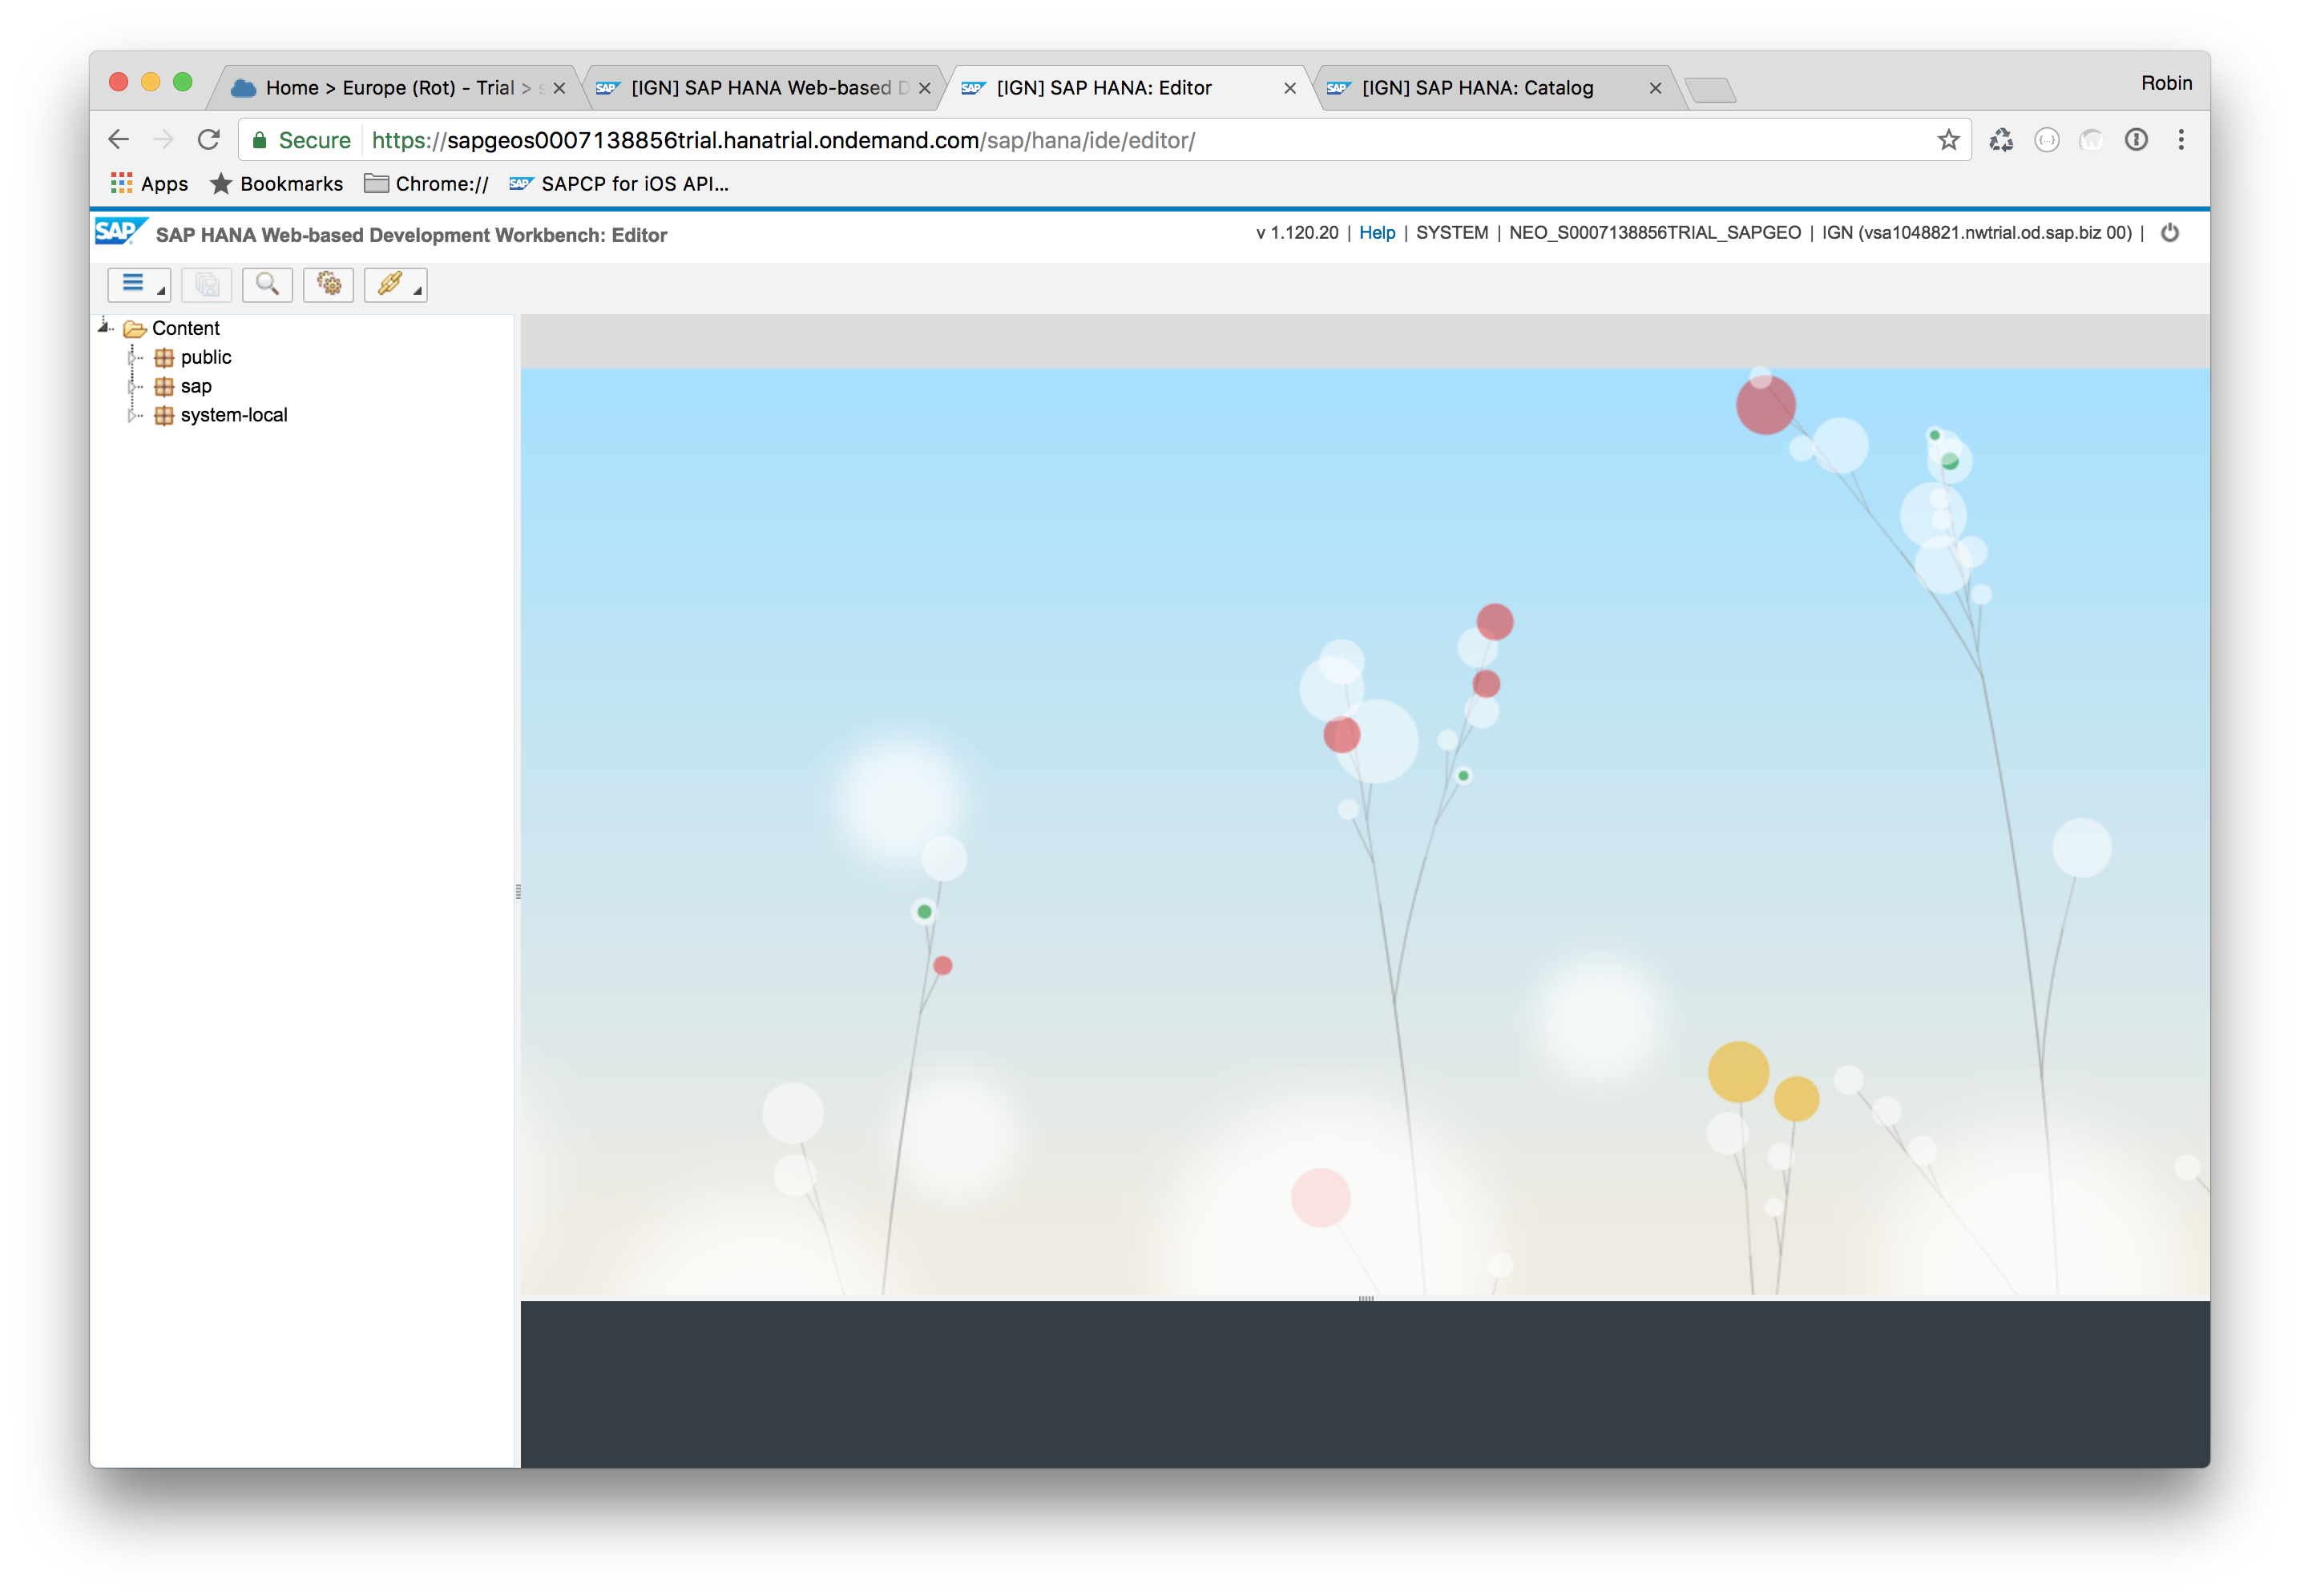 Home > Europe (Rot) - Trial >
[IGN] SAP HANA Web-based D
[IGN] SAP HANA: Editor
[IGN] SAP HANA: Catalog
Robin
Secure
https://sapgeos0007138856trial.hanatrial.ondemand.com/sap/hana/ide/editor/
Apps
Bookmarks
Chrome://
SAP
SAPCP for iOS API...
SAP
SAP HANA Web-based Development Workbench: Editor
v 1.120.20 | Help | SYSTEM | NEO_S0007138856TRIAL_SAPGEO | IGN (vsa1048821.nwtrial.od.sap.biz 00) |
Content
public
sap
system-local